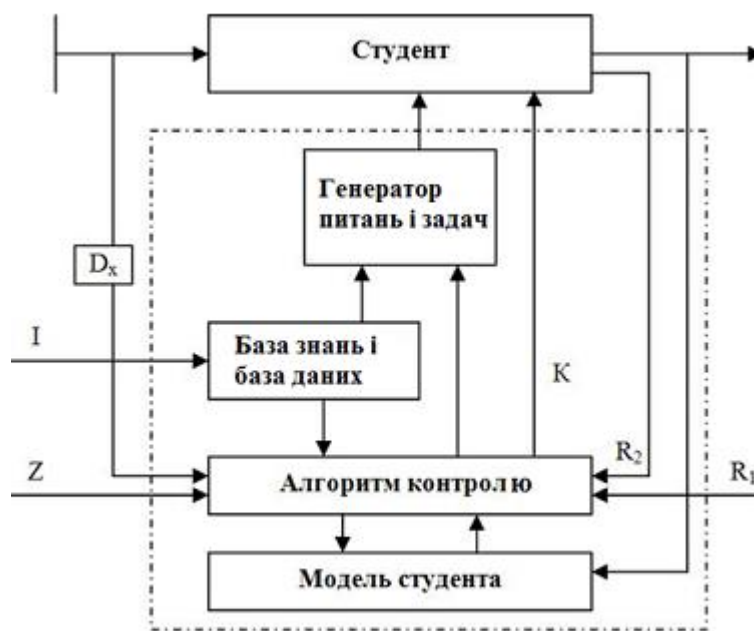 Студент
Генератор
питань і задач
Dx
I
База знань і
база даних
K
R2
Z
Алгоритм контролю
R1
Модель студента